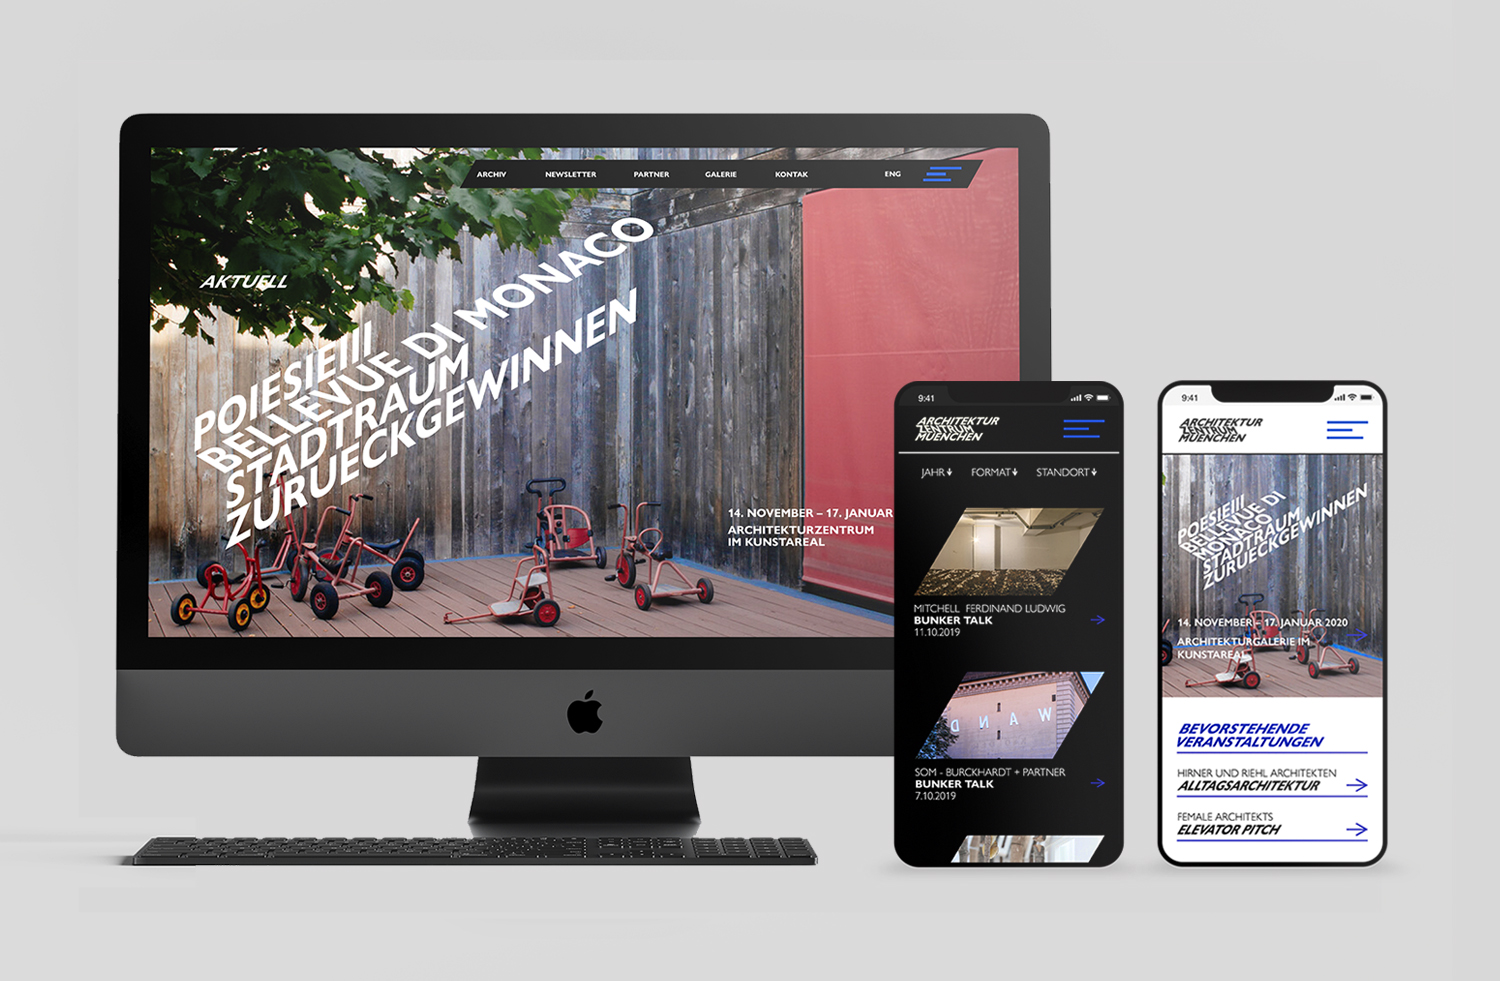 ARCHIV NEWSLETTER PARTNER GALERIE KONTAK ENG
AKTUELL
POIESIEIII
BELLEVUE DI MONACO
STADTRAUM
ZURUECKGEWINNEN
14. NOVEMBER – 17. JANUAR
ARCHITEKTURZENTRUM
IM KUNSTAREAL
9:41
ARCHITEKTUR
ZENTRUM
MUENCHEN
JAHR FORMAT STANDORT
MITCHELL FERDINAND LUDWIG
BUNKER TALK
11.10.2019
WAND
SOM - BURCKHARDT + PARTNER
BUNKER TALK
7.10.2019
9:41
ARCHITEKTUR
ZENTRUM
MUENCHEN
POESIEIII
BELLEVUE DI
MONACO
STADTRAUM
ZURUECKGEWINNEN
14. NOVEMBER – 17. JANUAR 2020
ARCHITEKTURGALERIE IM
KUNSTAREAL
BEVORSTEHENDE
VERANSTALTUNGEN
HIRNER UND RIEHL ARCHITEKTEN
ALLTAGSARCHITEKTUR
FEMALE ARCHITEKTS
ELEVATOR PITCH